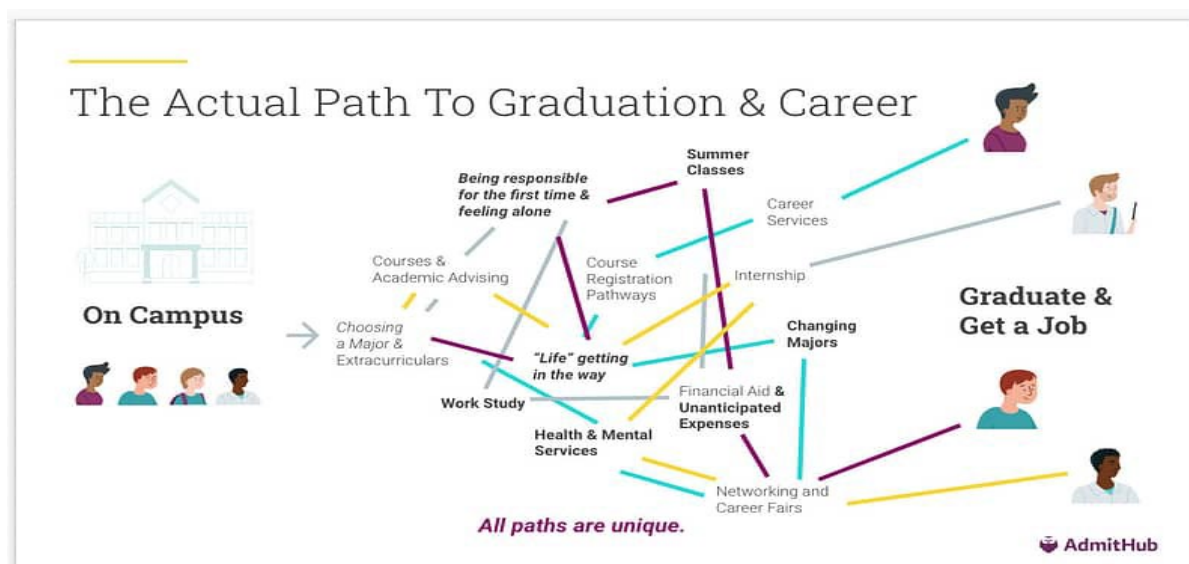 The Actual Path To Graduation & Career
On Campus
Choosing
a Major &
Extracurriculars
Courses &
Academic Advising
Being responsible
for the first time &
feeling alone
Summer
Classes
Career
Services
Course
Registration
Pathways
Internship
"Life" getting
in the way
Changing
Majors
Work Study
Financial Aid &
Unanticipated
Expenses
Health & Mental
Services
Networking and
Career Fairs
Graduate &
Get a Job
All paths are unique.
AdmitHub